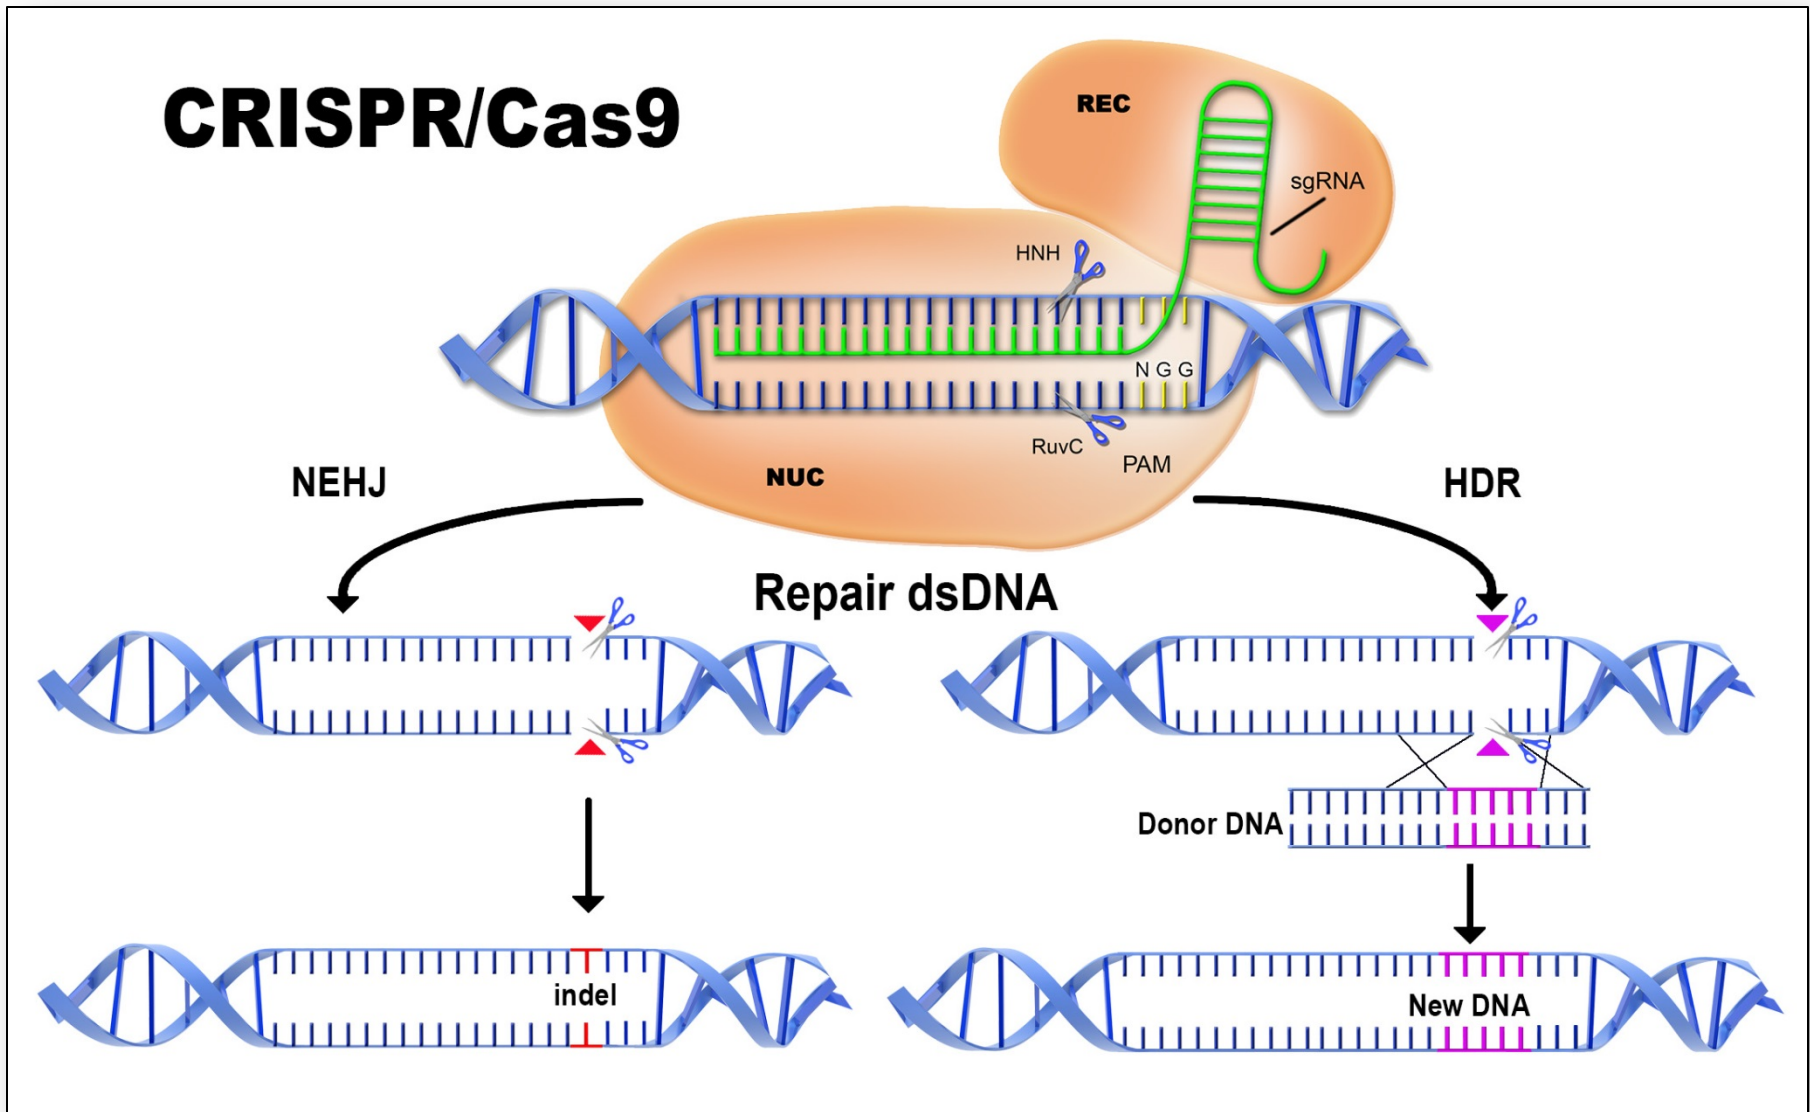 CRISPR/Cas9
REC
sgRNA
HNH
N G G
RuvC
PAM
NUC
NEHJ
HDR
Repair dsDNA
Donor DNA
indel
New DNA